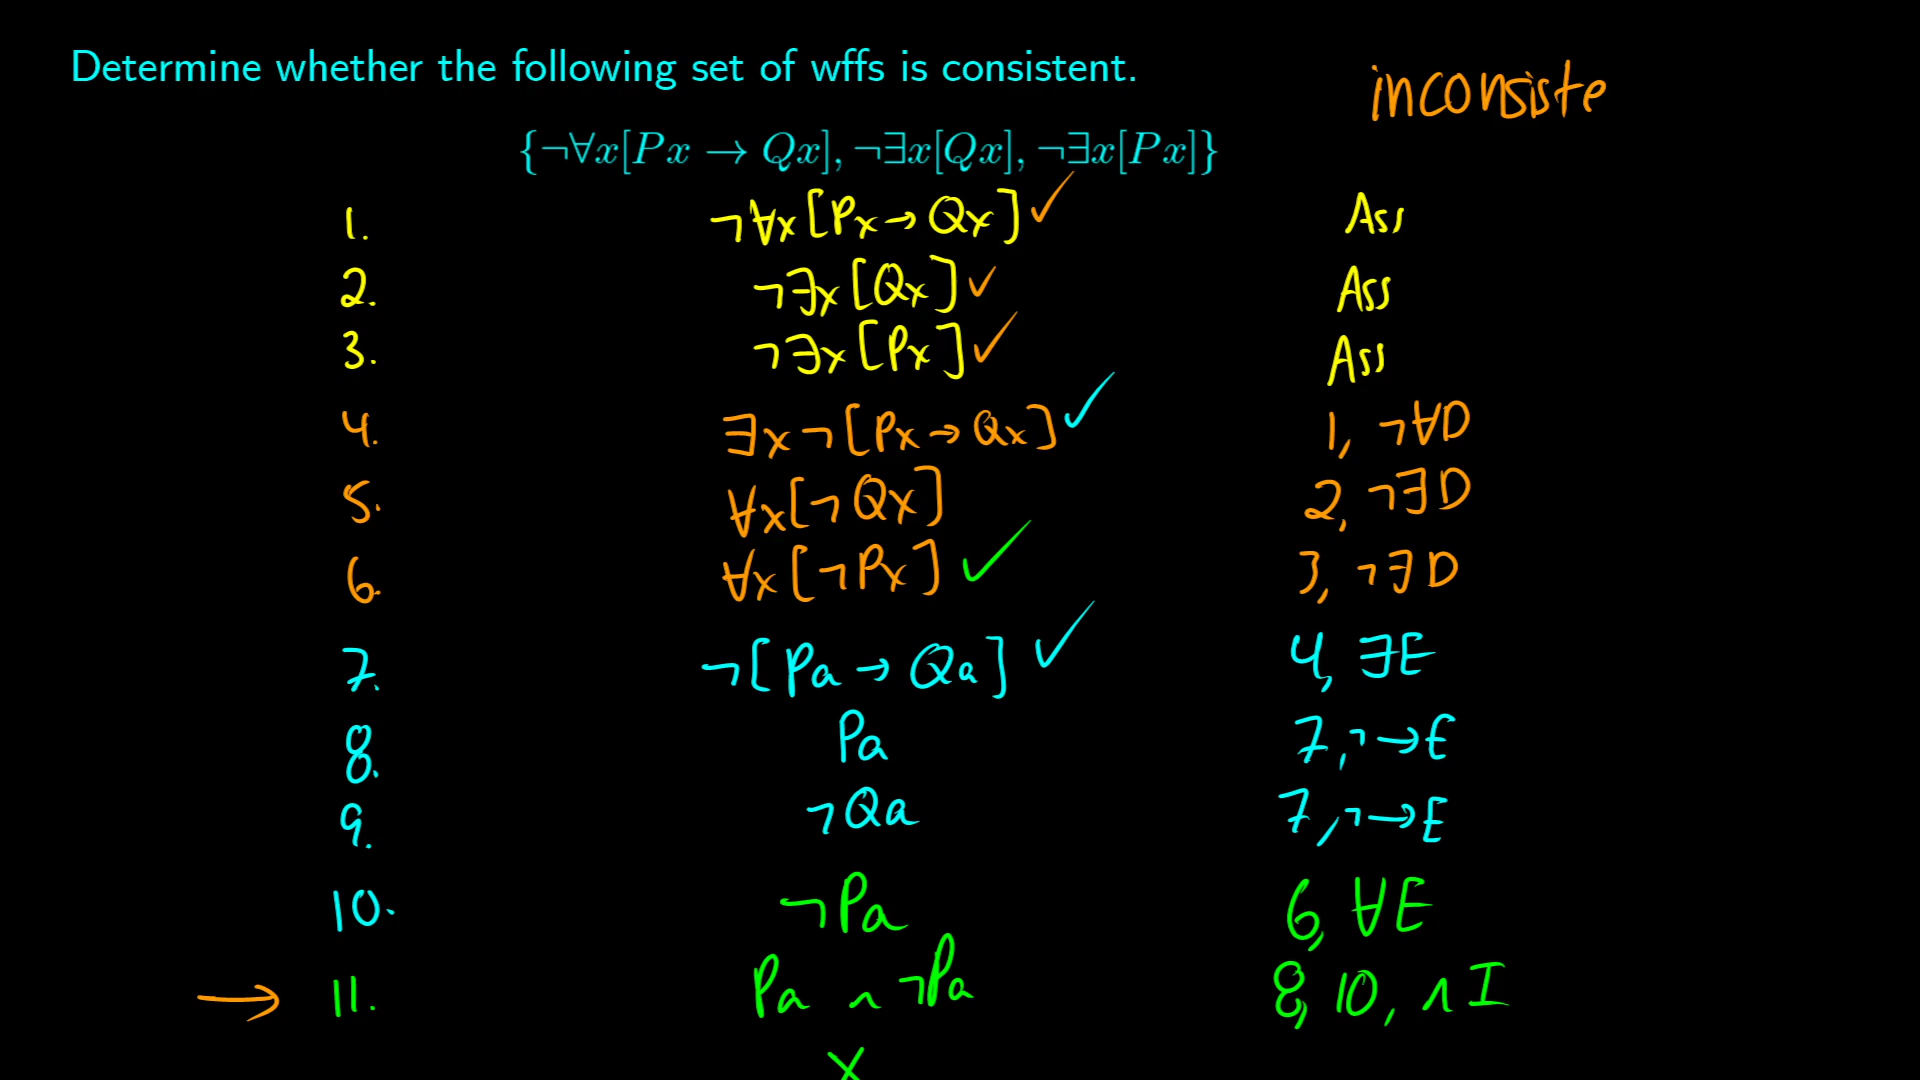 Determine whether the following set of wffs is consistent.
inconsiste
{¬∀x[Px → Qx], ¬∃x[Qx], ¬∃x[Px]}
1. ¬∀x[Px→Qx] ✓ Ass
2. ¬∃x[Qx] ✓ Ass
3. ¬∃x[Px] ✓ Ass
4. ∃x¬[Px→Qx] ✓ 1, ¬∀D
5. ∀x[¬Qx] 2, ¬∃D
6. ∀x[¬Px] ✓ 3, ¬∃D
7. ¬[Pa→Qa] ✓ 4, ∃E
8. Pa 7, ¬→E
9. ¬Qa 7, ¬→E
10. ¬Pa 6, ∀E
→ 11. Pa ∧ ¬Pa 8, 10, ∧I
X